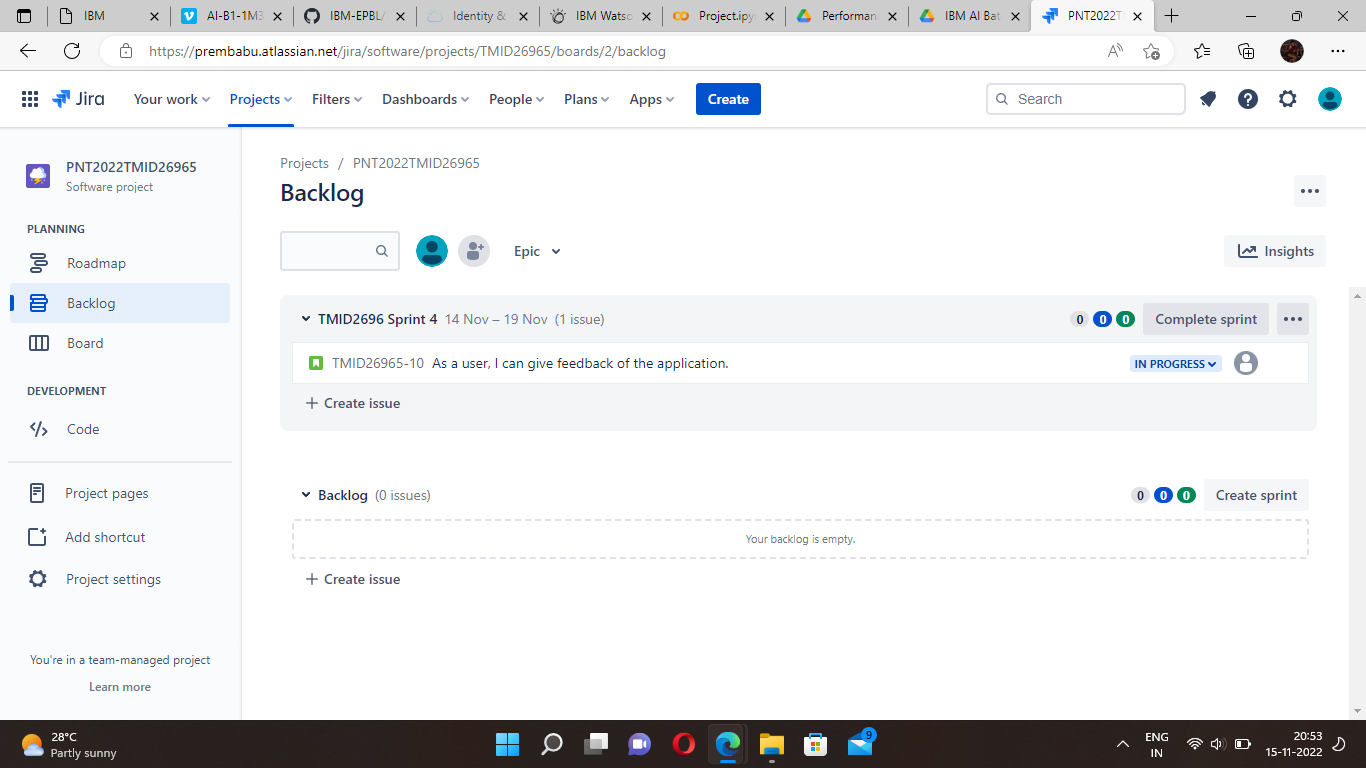 IBM
AI-B1-1M3
IBM-EPBL/
Identity &
IBM Watso
Project.ipy
Performan
IBM AI Bat
PNT2022T
https://prembabu.atlassian.net/jira/software/projects/TMID26965/boards/2/backlog
Jira
Your work
Projects
Filters
Dashboards
People
Plans
Apps
Create
Search
PNT2022TMID26965
Software project
PLANNING
Roadmap
Backlog
Board
DEVELOPMENT
Code
Project pages
Add shortcut
Project settings
You're in a team-managed project
Learn more
Projects / PNT2022TMID26965
Backlog
Epic
Insights
TMID2696 Sprint 4 14 Nov – 19 Nov (1 issue)
0 0 0 Complete sprint
TMID26965-10 As a user, I can give feedback of the application.
IN PROGRESS
+ Create issue
Backlog (0 issues)
0 0 0 Create sprint
Your backlog is empty.
+ Create issue
28°C
Partly sunny
9
ENG
IN
20:53
15-11-2022